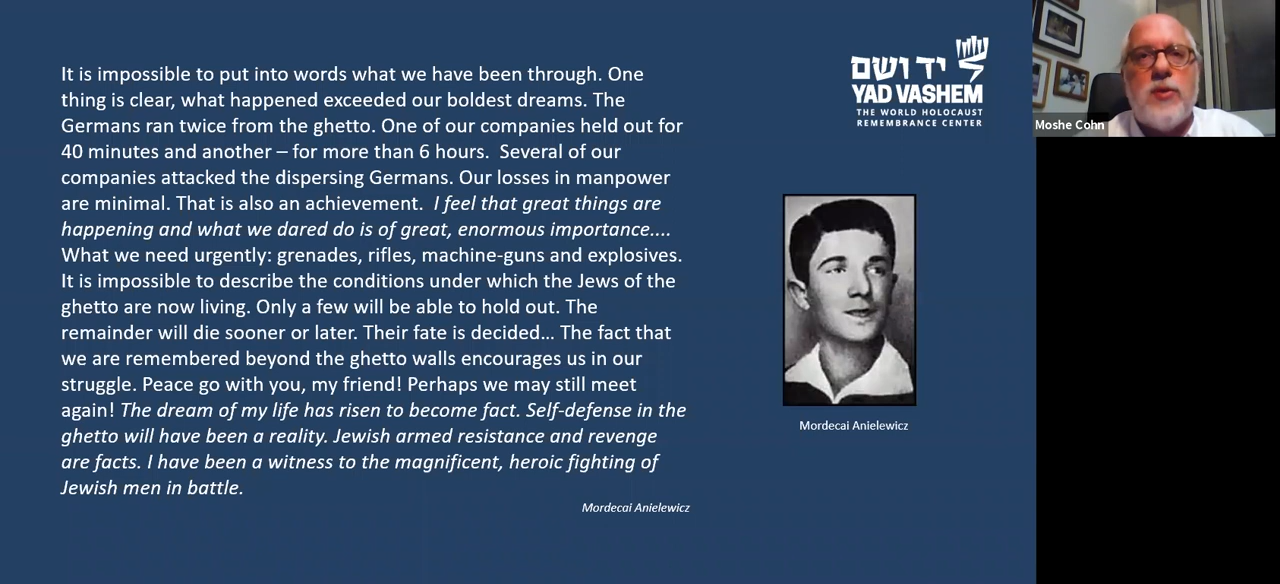 It is impossible to put into words what we have been through. One
thing is clear, what happened exceeded our boldest dreams. The
Germans ran twice from the ghetto. One of our companies held out for
40 minutes and another – for more than 6 hours.  Several of our
companies attacked the dispersing Germans. Our losses in manpower
are minimal. That is also an achievement.  I feel that great things are
happening and what we dared do is of great, enormous importance....
What we need urgently: grenades, rifles, machine-guns and explosives.
It is impossible to describe the conditions under which the Jews of the
ghetto are now living. Only a few will be able to hold out. The
remainder will die sooner or later. Their fate is decided… The fact that
we are remembered beyond the ghetto walls encourages us in our
struggle. Peace go with you, my friend! Perhaps we may still meet
again! The dream of my life has risen to become fact. Self-defense in the
ghetto will have been a reality. Jewish armed resistance and revenge
are facts. I have been a witness to the magnificent, heroic fighting of
Jewish men in battle.
Mordecai Anielewicz
יד ושם
YAD VASHEM
THE WORLD HOLOCAUST
REMEMBRANCE CENTER
Mordecai Anielewicz
Moshe Cohn